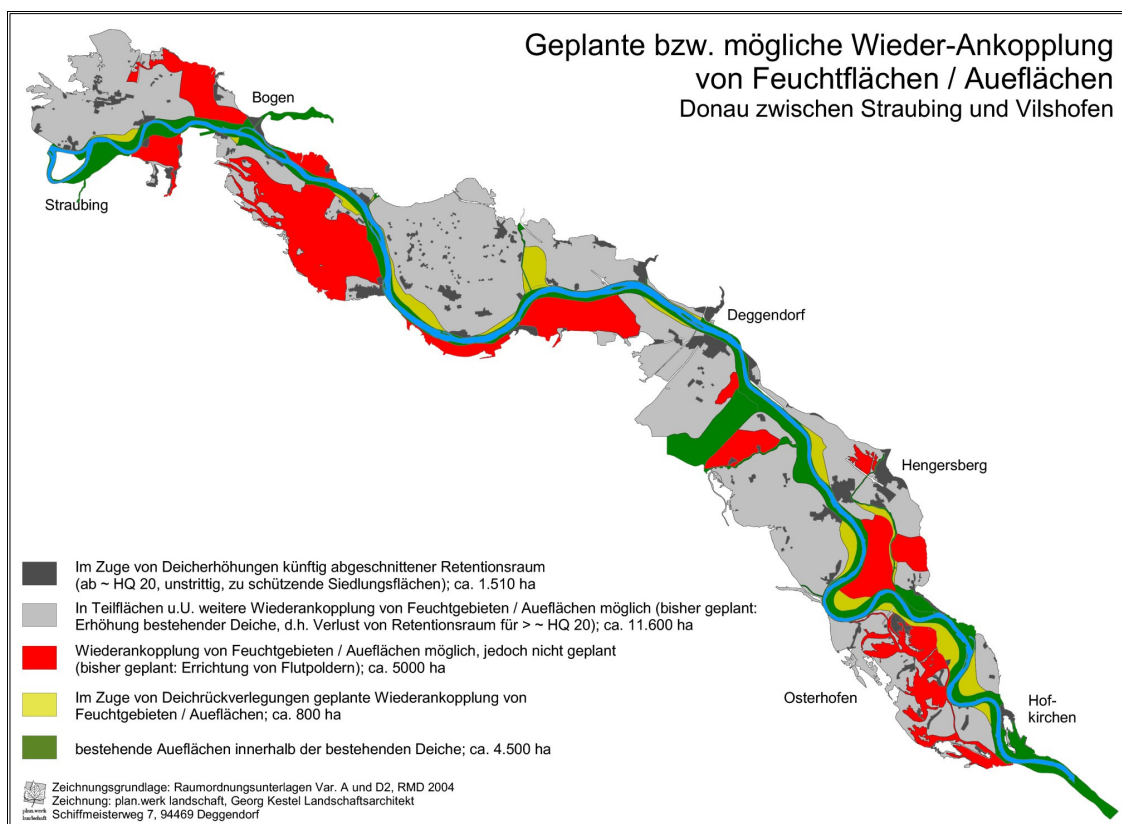 Geplante bzw. mögliche Wieder-Ankopplung
von Feuchtflächen / Aueflächen
Donau zwischen Straubing und Vilshofen
Bogen
Straubing
Deggendorf
Hengersberg
Osterhofen
Hof-
kirchen
Im Zuge von Deicherhöhungen künftig abgeschnittener Retentionsraum
(ab ~ HQ 20, unstrittig, zu schützende Siedlungsflächen); ca. 1.510 ha
In Teilflächen u.U. weitere Wiederankopplung von Feuchtgebieten / Aueflächen möglich (bisher geplant:
Erhöhung bestehender Deiche, d.h. Verlust von Retentionsraum für > ~ HQ 20); ca. 11.600 ha
Wiederankopplung von Feuchtgebieten / Aueflächen möglich, jedoch nicht geplant
(bisher geplant: Errichtung von Flutpoldern); ca. 5000 ha
Im Zuge von Deichrückverlegungen geplante Wiederankopplung von
Feuchtgebieten / Aueflächen; ca. 800 ha
bestehende Aueflächen innerhalb der bestehenden Deiche; ca. 4.500 ha
Zeichnungsgrundlage: Raumordnungsunterlagen Var. A und D2, RMD 2004
Zeichnung: plan.werk landschaft, Georg Kestel Landschaftsarchitekt
Schiffmeisterweg 7, 94469 Deggendorf
plan.werk
landschaft